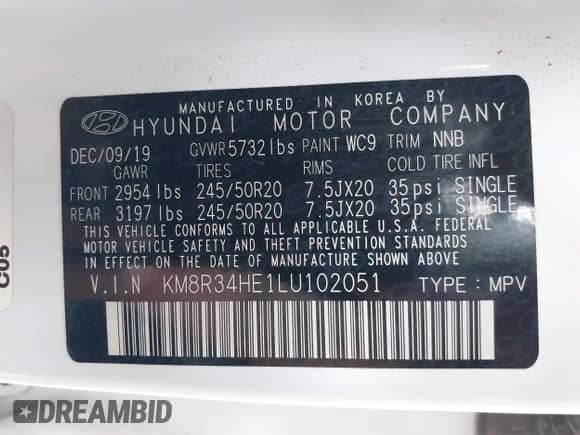 MANUFACTURED IN KOREA BY
HYUNDAI MOTOR COMPANY
DEC/09/19 GVWR 5732 lbs PAINT WC9 TRIM NNB
GAWR TIRES RIMS COLD TIRE INFL
FRONT 2954 lbs 245/50R20 7.5JX20 35psi SINGLE
REAR 3197 lbs 245/50R20 7.5JX20 35psi SINGLE
THIS VEHICLE CONFORMS TO ALL APPLICABLE U.S.A. FEDERAL
MOTOR VEHICLE SAFETY AND THEFT PREVENTION STANDARDS
IN EFFECT ON THE DATE OF MANUFACTURE SHOWN ABOVE.
V.I.N KM8R34HE1LU102051 TYPE : MPV
C05
DREAMBID